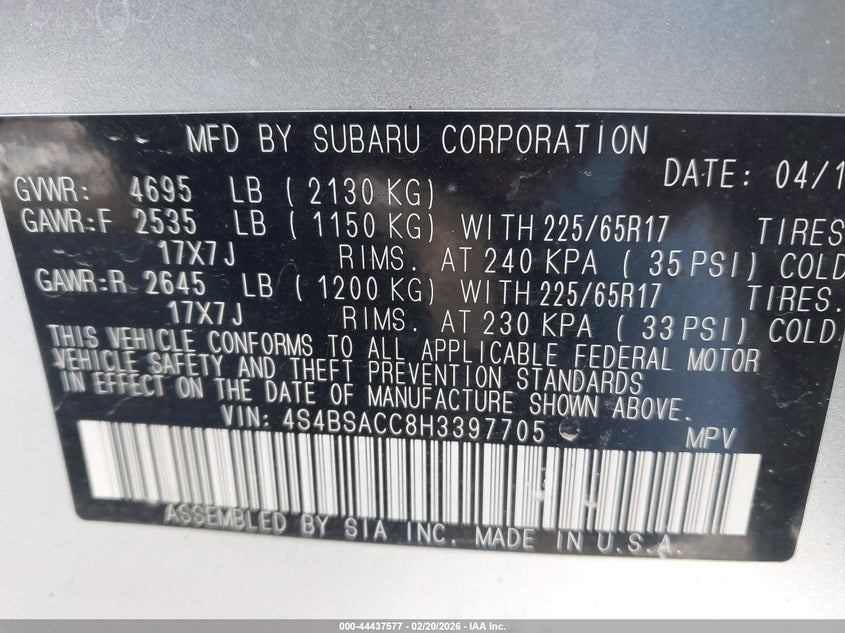 MFD BY SUBARU CORPORATION
DATE: 04/1
GVWR: 4695 LB ( 2130 KG)
GAWR:F 2535 LB ( 1150 KG) WITH 225/65R17 TIRES
17X7J RIMS. AT 240 KPA ( 35 PSI) COLD
GAWR:R 2645 LB ( 1200 KG) WITH 225/65R17 TIRES.
17X7J RIMS. AT 230 KPA ( 33 PSI) COLD.
THIS VEHICLE CONFORMS TO ALL APPLICABLE FEDERAL MOTOR
VEHICLE SAFETY AND THEFT PREVENTION STANDARDS
IN EFFECT ON THE DATE OF MANUFACTURE SHOWN ABOVE.
VIN: 4S4BSACC8H3397705 MPV
ASSEMBLED BY SIA INC. MADE IN U.S.A.
000-44437577 - 02/20/2026 - IAA Inc.